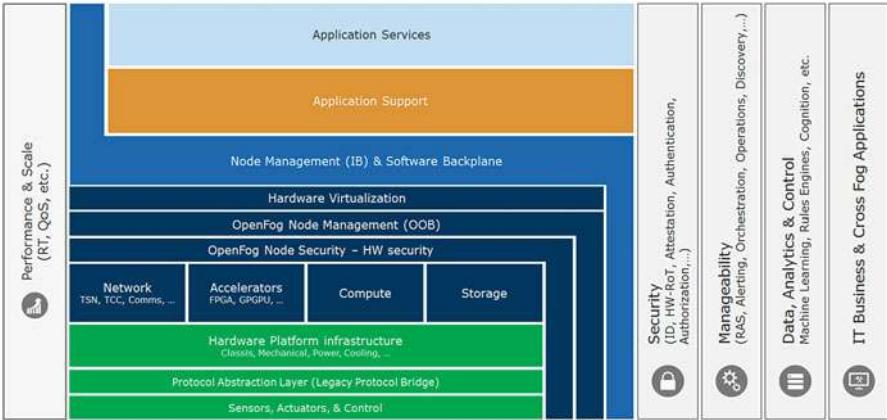 Performance & Scale
(RT, QoS, etc.)
Application Services
Application Support
Node Management (IB) & Software Backplane
Hardware Virtualization
OpenFog Node Management (OOB)
OpenFog Node Security – HW security
Network
TSN, TCC, Comms, ...
Accelerators
FPGA, GPGPU, ...
Compute
Storage
Hardware Platform infrastructure
Classis, Mechanical, Power, Cooling, ...
Protocol Abstraction Layer (Legacy Protocol Bridge)
Sensors, Actuators, & Control
Security
(ID, HW-RoT, Attestation, Authentication,
Authorization,...)
Manageability
(RAS, Alerting, Orchestration, Operations, Discovery,...)
Data, Analytics & Control
Machine Learning, Rules Engines, Cognition, etc.
IT Business & Cross Fog Applications